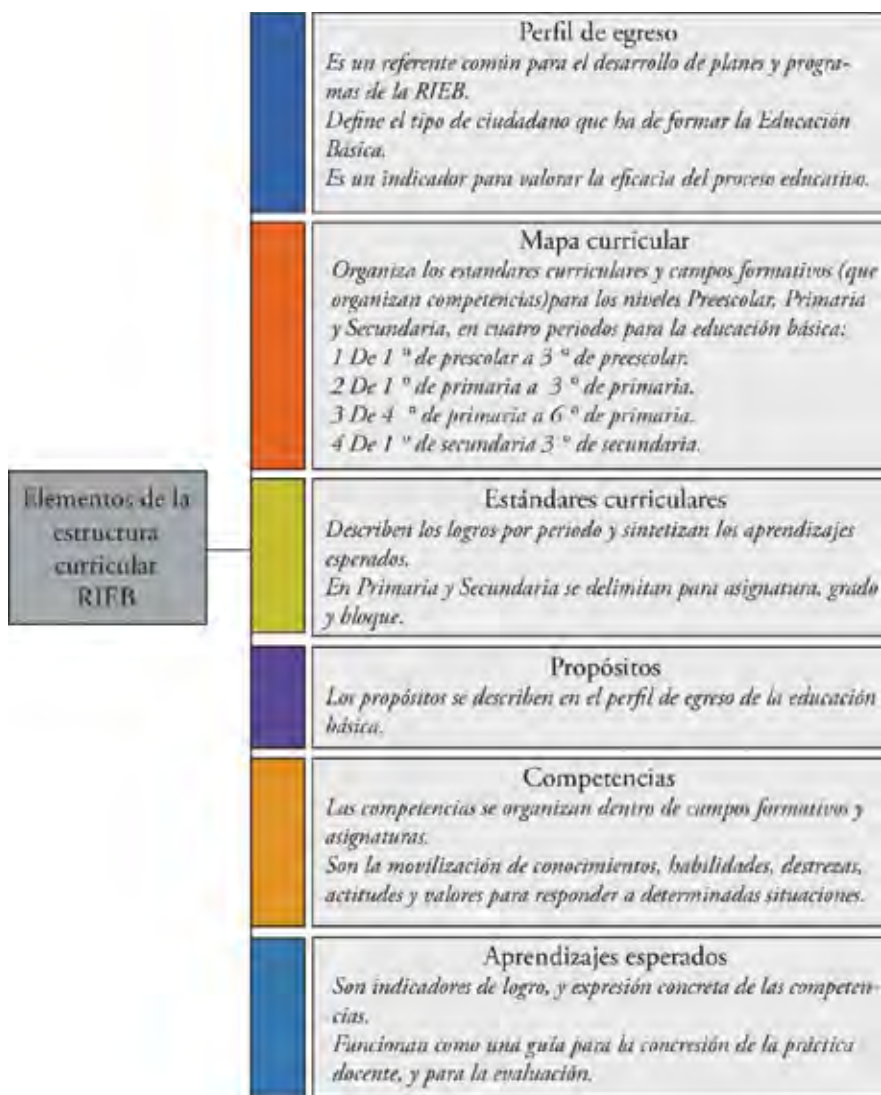 Perfil de egreso
Es un referente común para el desarrollo de planes y progra-
mas de la RIEB.
Define el tipo de ciudadano que ha de formar la Educación
Básica.
Es un indicador para valorar la eficacia del proceso educativo.
Mapa curricular
Organiza los estandares curriculares y campos formativos (que
organizan competencias)para los niveles Preescolar, Primaria
y Secundaria, en cuatro periodos para la educación básica:
1 De 1 º de prescolar a 3 º de preescolar.
2 De 1 º de primaria a 3 º de primaria.
3 De 4 º de primaria a 6 º de primaria.
4 De 1 º de secundaria 3 º de secundaria.
Elementos de la
estructura
curricular
RIEB
Estándares curriculares
Describen los logros por periodo y sintetizan los aprendizajes
esperados.
En Primaria y Secundaria se delimitan para asignatura, grado
y bloque.
Propósitos
Los propósitos se describen en el perfil de egreso de la educación
básica.
Competencias
Las competencias se organizan dentro de campos formativos y
asignaturas.
Son la movilización de conocimientos, habilidades, destrezas,
actitudes y valores para responder a determinadas situaciones.
Aprendizajes esperados
Son indicadores de logro, y expresión concreta de las competen-
cias.
Funcionan como una guía para la concresión de la práctica
docente, y para la evaluación.